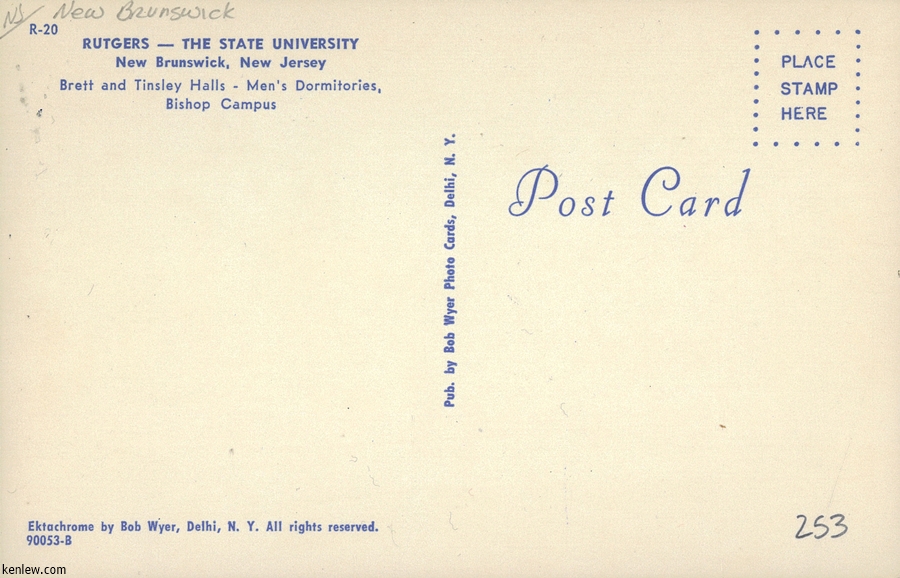 NJ New Brunswick
R-20
RUTGERS — THE STATE UNIVERSITY
New Brunswick, New Jersey
Brett and Tinsley Halls - Men's Dormitories,
Bishop Campus
PLACE
STAMP
HERE
Post Card
Pub. by Bob Wyer Photo Cards, Delhi, N. Y.
Ektachrome by Bob Wyer, Delhi, N. Y. All rights reserved.
90053-B
253
kenlew.com